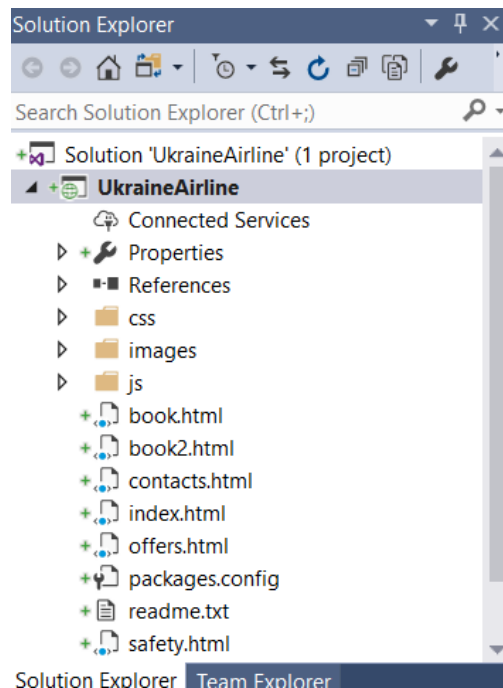 Solution Explorer
Search Solution Explorer (Ctrl+;)
Solution 'UkraineAirline' (1 project)
UkraineAirline
Connected Services
Properties
References
css
images
js
book.html
book2.html
contacts.html
index.html
offers.html
packages.config
readme.txt
safety.html
Solution Explorer Team Explorer